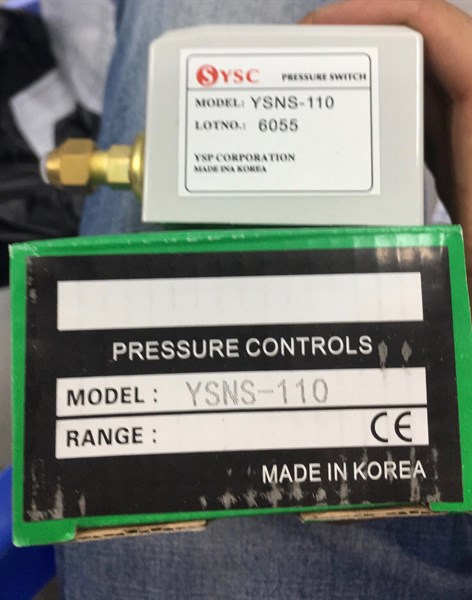 SYSC PRESSURE SWITCH
MODEL: YSNS-110
LOTNO.: 6055
YSP CORPORATION
MADE INA KOREA
PRESSURE CONTROLS
MODEL : YSNS-110
RANGE : CE
MADE IN KOREA